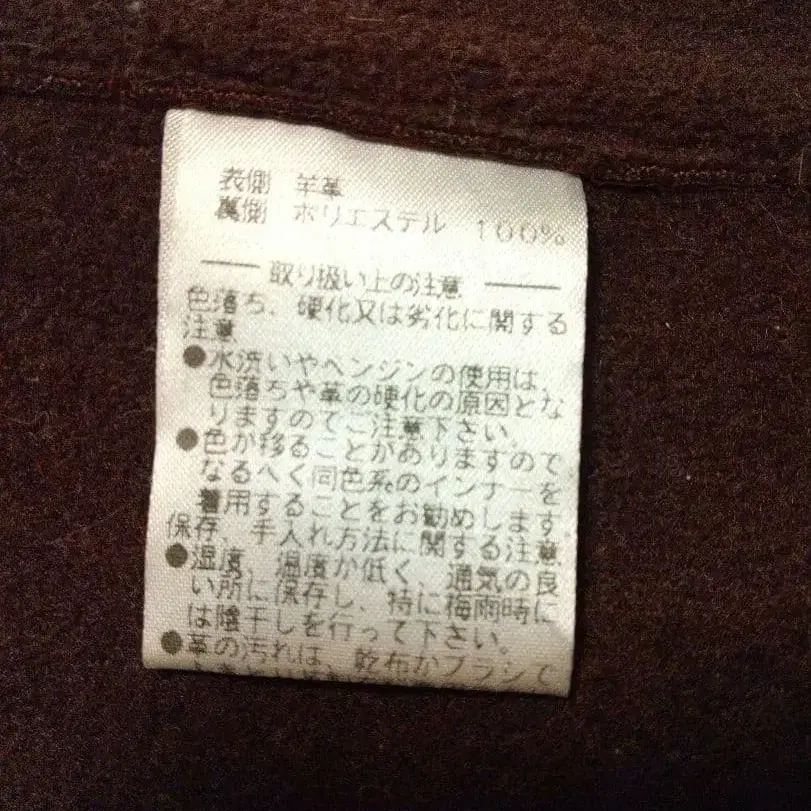 表側 羊革
裏側 ポリエステル 100%
取り扱い上の注意
色落ち、硬化又は劣化に関する
注意
●水洗いやベンジンの使用は、
色落ちや革の硬化の原因とな
りますのでご注意下さい。
●色が移ることがありますので
なるべく同色系のインナーを
着用することをお勧めします
保存、手入れ方法に関する注意
●湿度、温度が低く、通気の良
い所に保存し、特に梅雨時に
は陰干しを行って下さい。
●革の汚れは、乾布かブラシで